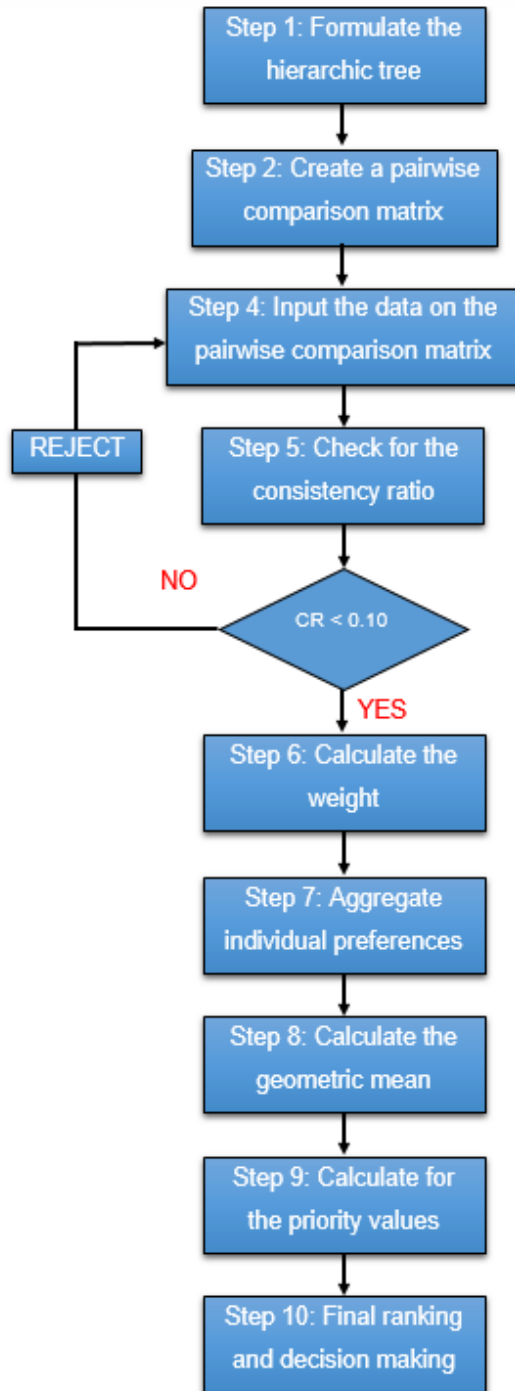 Step 1: Formulate the
hierarchic tree
Step 2: Create a pairwise
comparison matrix
Step 4: Input the data on the
pairwise comparison matrix
REJECT
Step 5: Check for the
consistency ratio
NO
CR < 0.10
YES
Step 6: Calculate the
weight
Step 7: Aggregate
individual preferences
Step 8: Calculate the
geometric mean
Step 9: Calculate for
the priority values
Step 10: Final ranking
and decision making